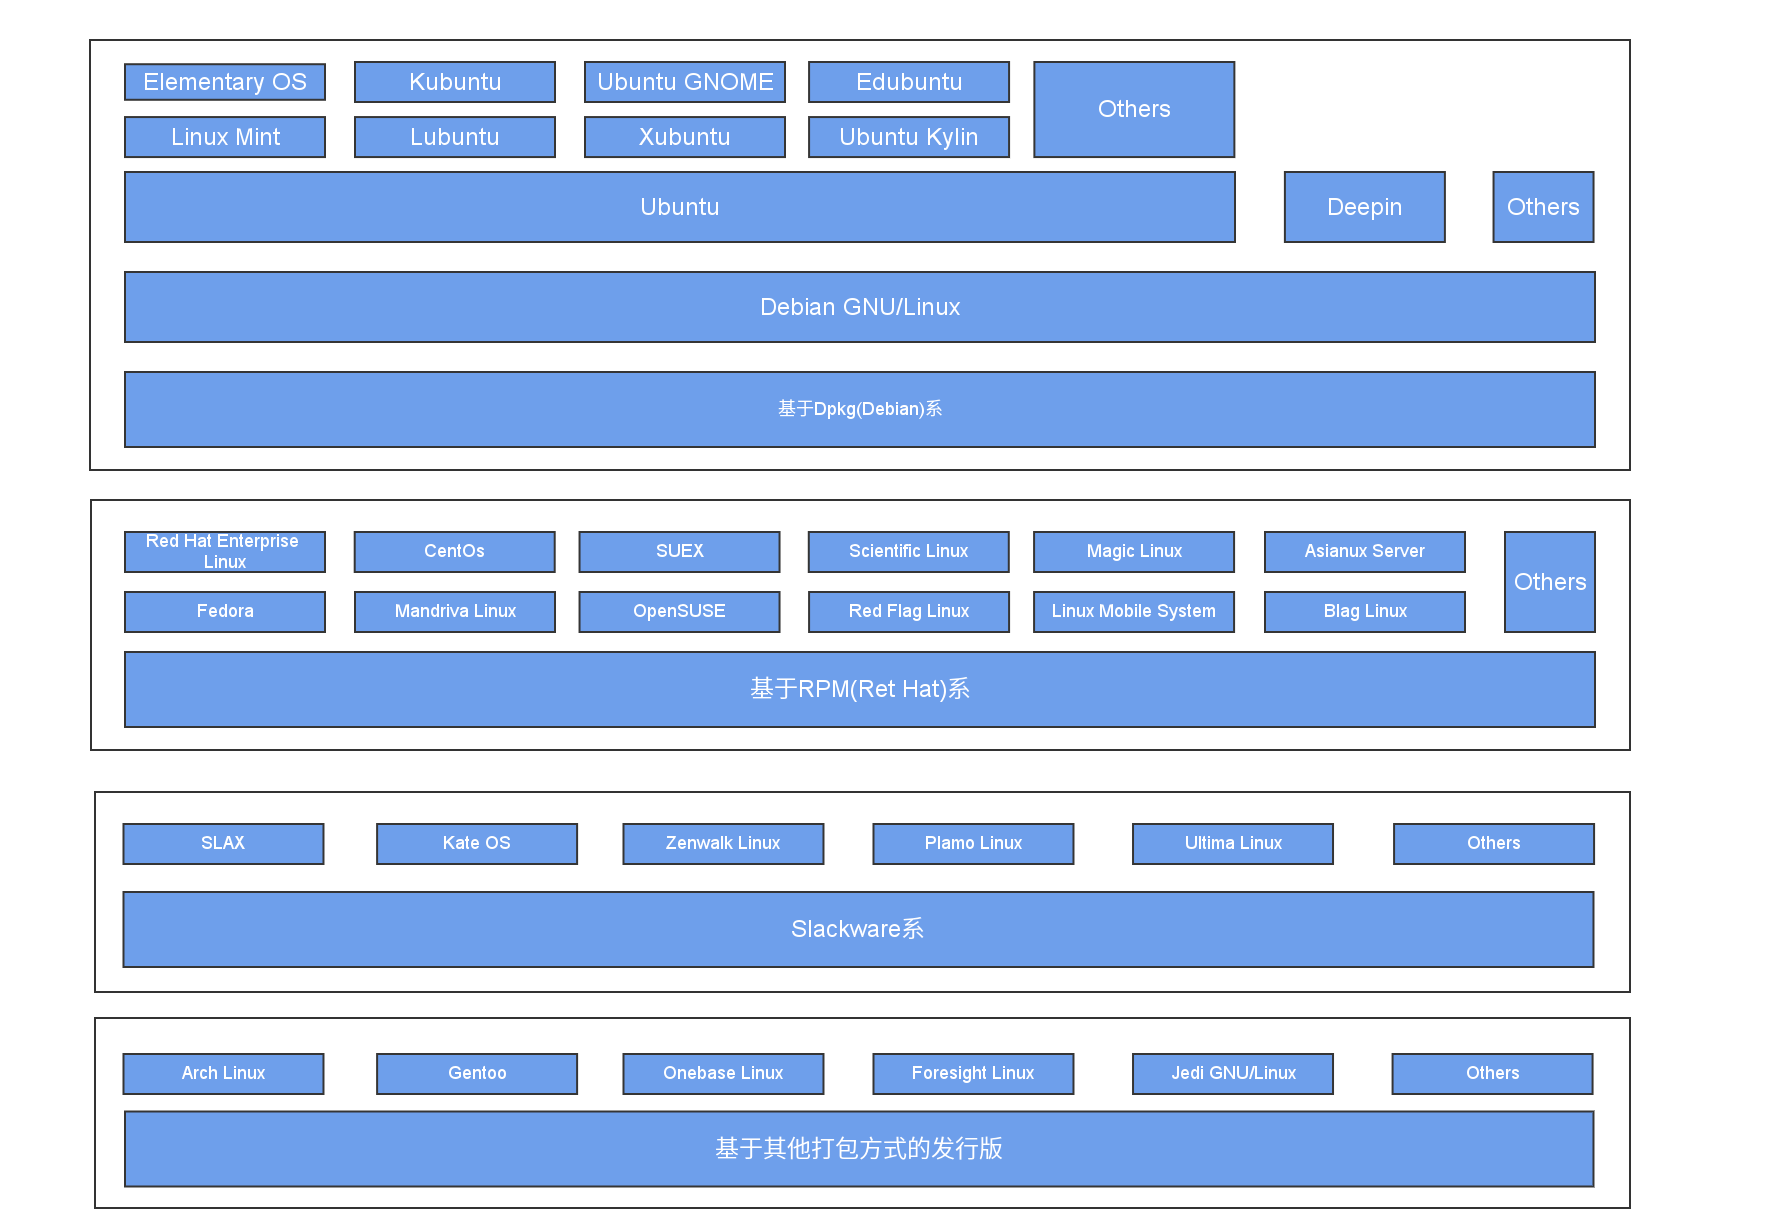 Elementary OS
Kubuntu
Ubuntu GNOME
Edubuntu
Others
Linux Mint
Lubuntu
Xubuntu
Ubuntu Kylin
Ubuntu
Deepin
Others
Debian GNU/Linux
基于Dpkg(Debian)系
Red Hat Enterprise
Linux
CentOs
SUEX
Scientific Linux
Magic Linux
Asianux Server
Others
Fedora
Mandriva Linux
OpenSUSE
Red Flag Linux
Linux Mobile System
Blag Linux
基于RPM(Ret Hat)系
SLAX
Kate OS
Zenwalk Linux
Plamo Linux
Ultima Linux
Others
Slackware系
Arch Linux
Gentoo
Onebase Linux
Foresight Linux
Jedi GNU/Linux
Others
基于其他打包方式的发行版